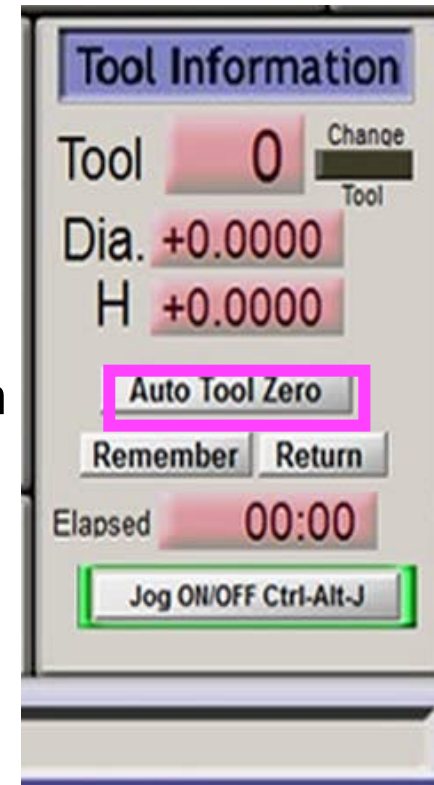 Tool Information
Tool 0 Change
Tool
Dia. +0.0000
H +0.0000
Auto Tool Zero
Remember Return
Elapsed 00:00
Jog ON/OFF Ctrl-Alt-J